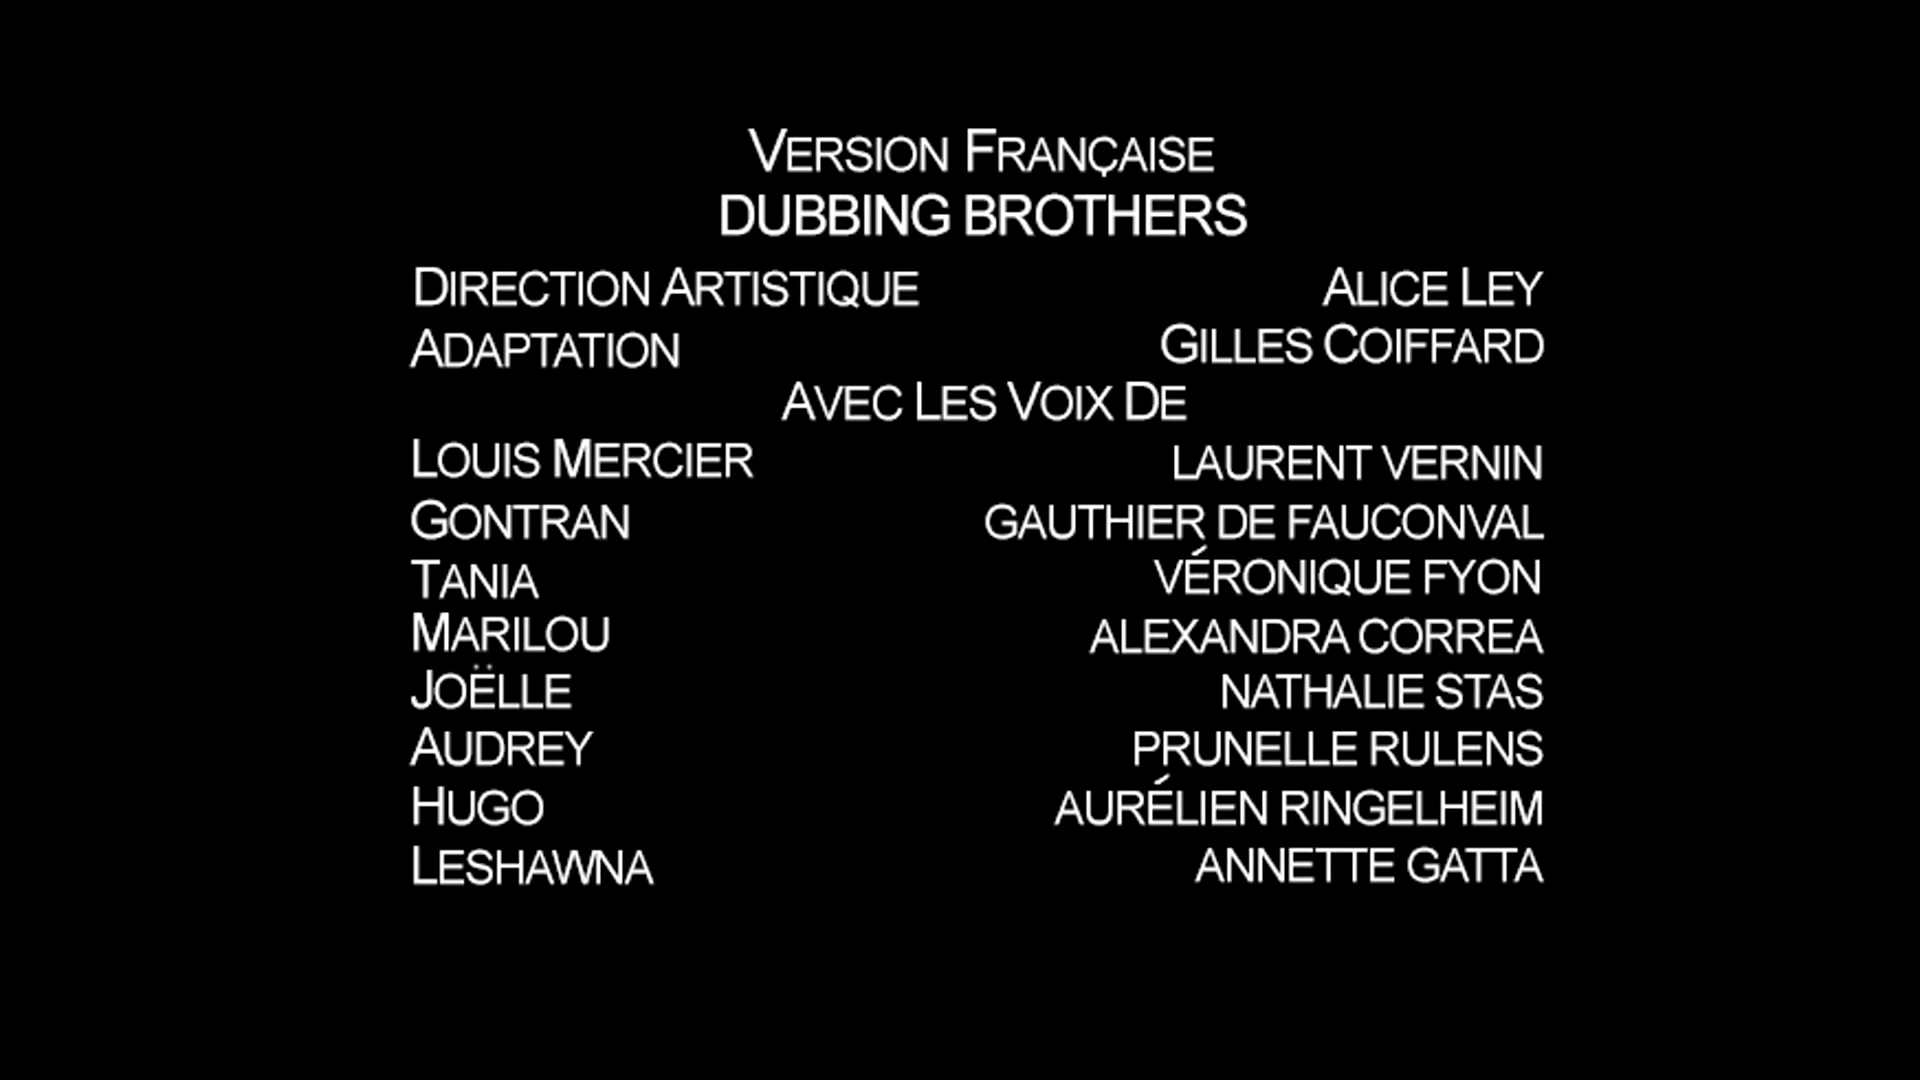 Version Française
DUBBING BROTHERS
Direction Artistique Alice Ley
Adaptation Gilles Coiffard
Avec Les Voix De
Louis Mercier LAURENT VERNIN
Gontran GAUTHIER DE FAUCONVAL
Tania VÉRONIQUE FYON
Marilou ALEXANDRA CORREA
Joëlle NATHALIE STAS
Audrey PRUNELLE RULENS
Hugo AURÉLIEN RINGELHEIM
Leshawna ANNETTE GATTA